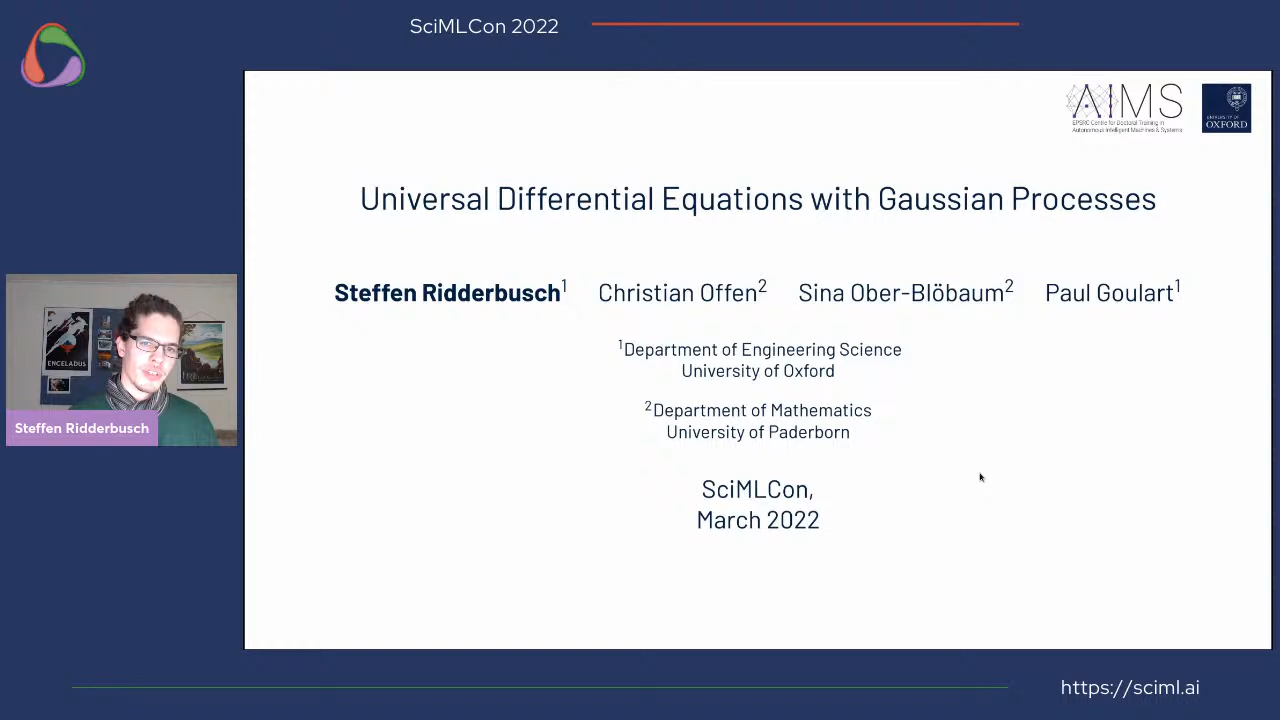 SciMLCon 2022
AIMS
EPSRC Centre for Doctoral Training in
Autonomous Intelligent Machines & Systems
UNIVERSITY OF
OXFORD
Universal Differential Equations with Gaussian Processes
Steffen Ridderbusch¹ Christian Offen² Sina Ober-Blöbaum² Paul Goulart¹
¹Department of Engineering Science
University of Oxford
²Department of Mathematics
University of Paderborn
SciMLCon,
March 2022
ENCELADUS
Steffen Ridderbusch
https://sciml.ai